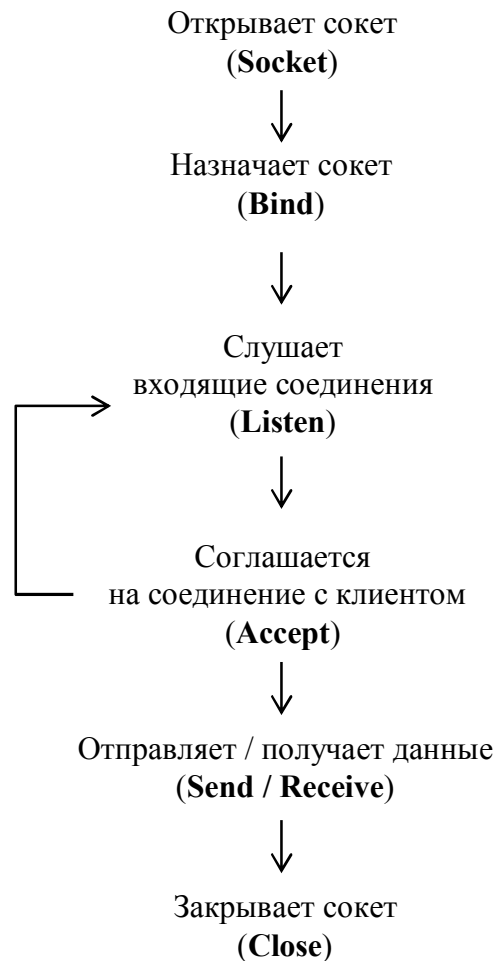 Открывает сокет
(Socket)
Назначает сокет
(Bind)
Слушает
входящие соединения
(Listen)
Соглашается
на соединение с клиентом
(Accept)
Отправляет / получает данные
(Send / Receive)
Закрывает сокет
(Close)